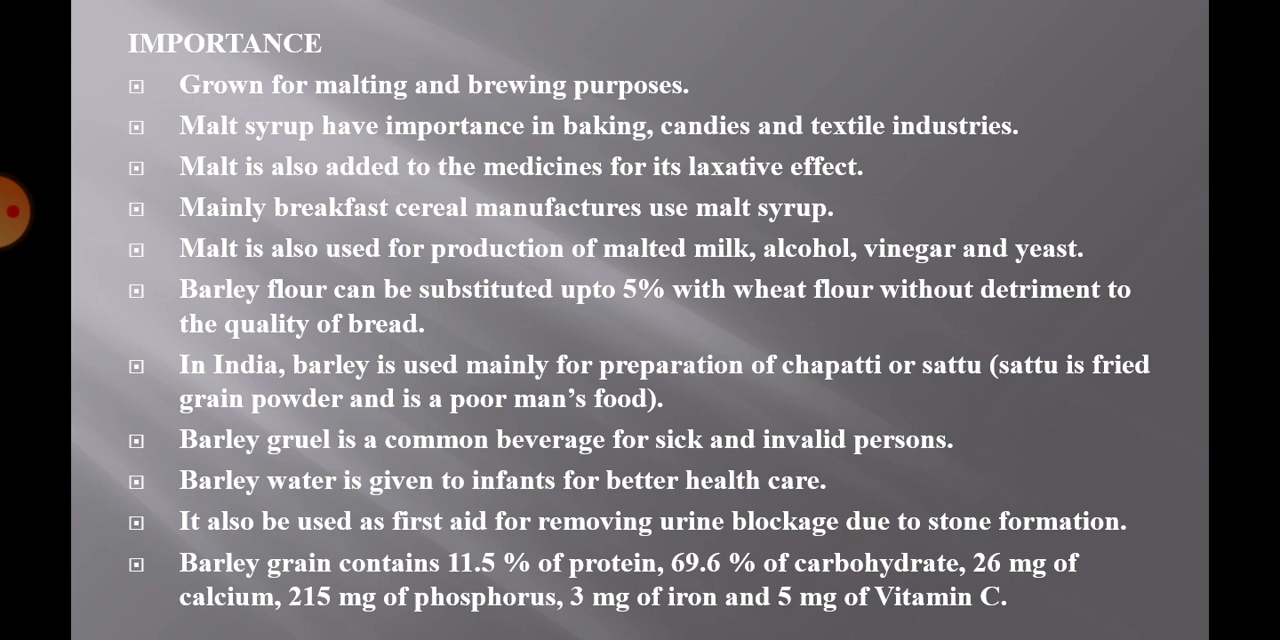 IMPORTANCE
Grown for malting and brewing purposes.
Malt syrup have importance in baking, candies and textile industries.
Malt is also added to the medicines for its laxative effect.
Mainly breakfast cereal manufactures use malt syrup.
Malt is also used for production of malted milk, alcohol, vinegar and yeast.
Barley flour can be substituted upto 5% with wheat flour without detriment to
the quality of bread.
In India, barley is used mainly for preparation of chapatti or sattu (sattu is fried
grain powder and is a poor man’s food).
Barley gruel is a common beverage for sick and invalid persons.
Barley water is given to infants for better health care.
It also be used as first aid for removing urine blockage due to stone formation.
Barley grain contains 11.5 % of protein, 69.6 % of carbohydrate, 26 mg of
calcium, 215 mg of phosphorus, 3 mg of iron and 5 mg of Vitamin C.